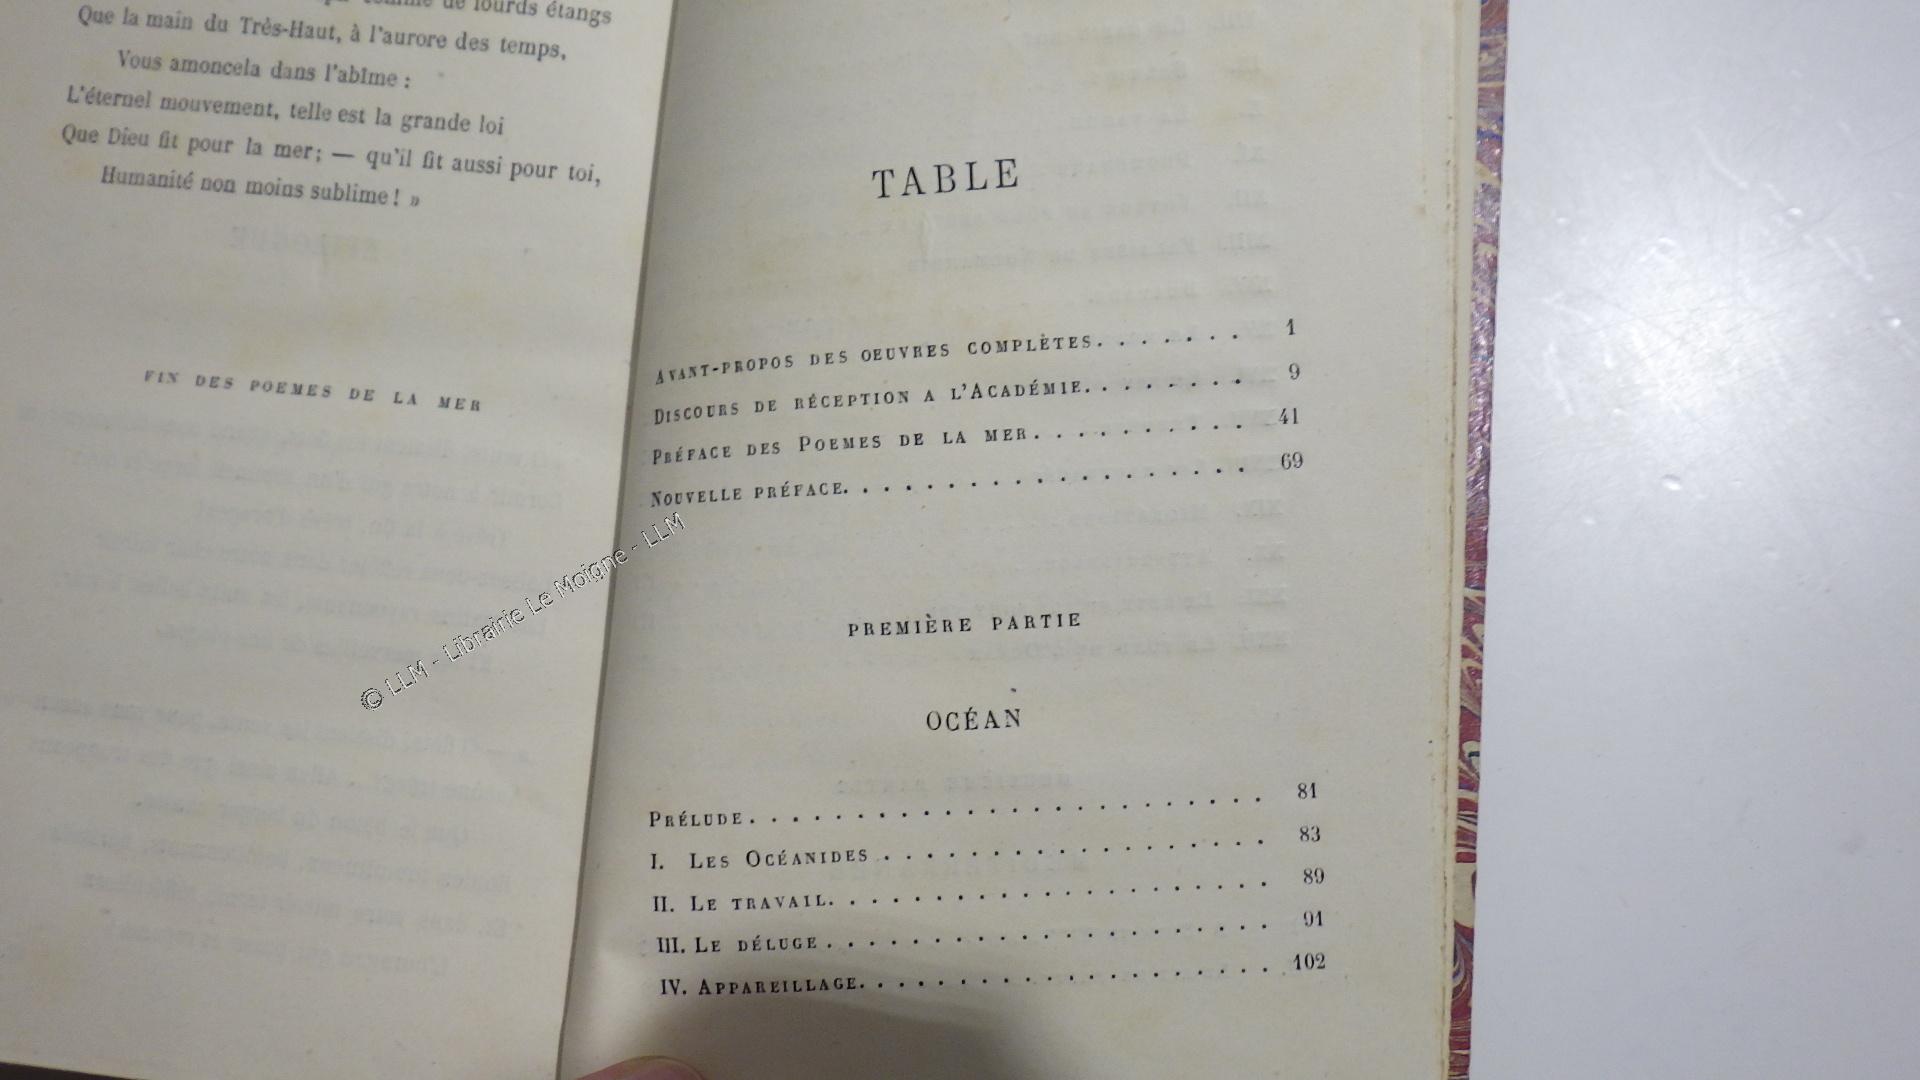 de lourds étangs
Que la main du Très-Haut, à l'aurore des temps,
Vous amoncela dans l'abîme :
L'éternel mouvement, telle est la grande loi
Que Dieu fit pour la mer; — qu'il fit aussi pour toi,
Humanité non moins sublime ! »
FIN DES POEMES DE LA MER
© LLM - Librairie Le Moigne - LLM
TABLE
AVANT-PROPOS DES OEUVRES COMPLÈTES. . . . . . . 1
DISCOURS DE RÉCEPTION A L'ACADÉMIE. . . . . . . . 9
PRÉFACE DES POEMES DE LA MER. . . . . . . . . . 41
NOUVELLE PRÉFACE. . . . . . . . . . . . . . . . . 69
PREMIÈRE PARTIE
OCÉAN
PRÉLUDE. . . . . . . . . . . . . . . . . . . . . 81
I. LES OCÉANIDES . . . . . . . . . . . . . . . . 83
II. LE TRAVAIL. . . . . . . . . . . . . . . . . . 89
III. LE DÉLUGE . . . . . . . . . . . . . . . . . . 91
IV. APPAREILLAGE. . . . . . . . . . . . . . . . . 102